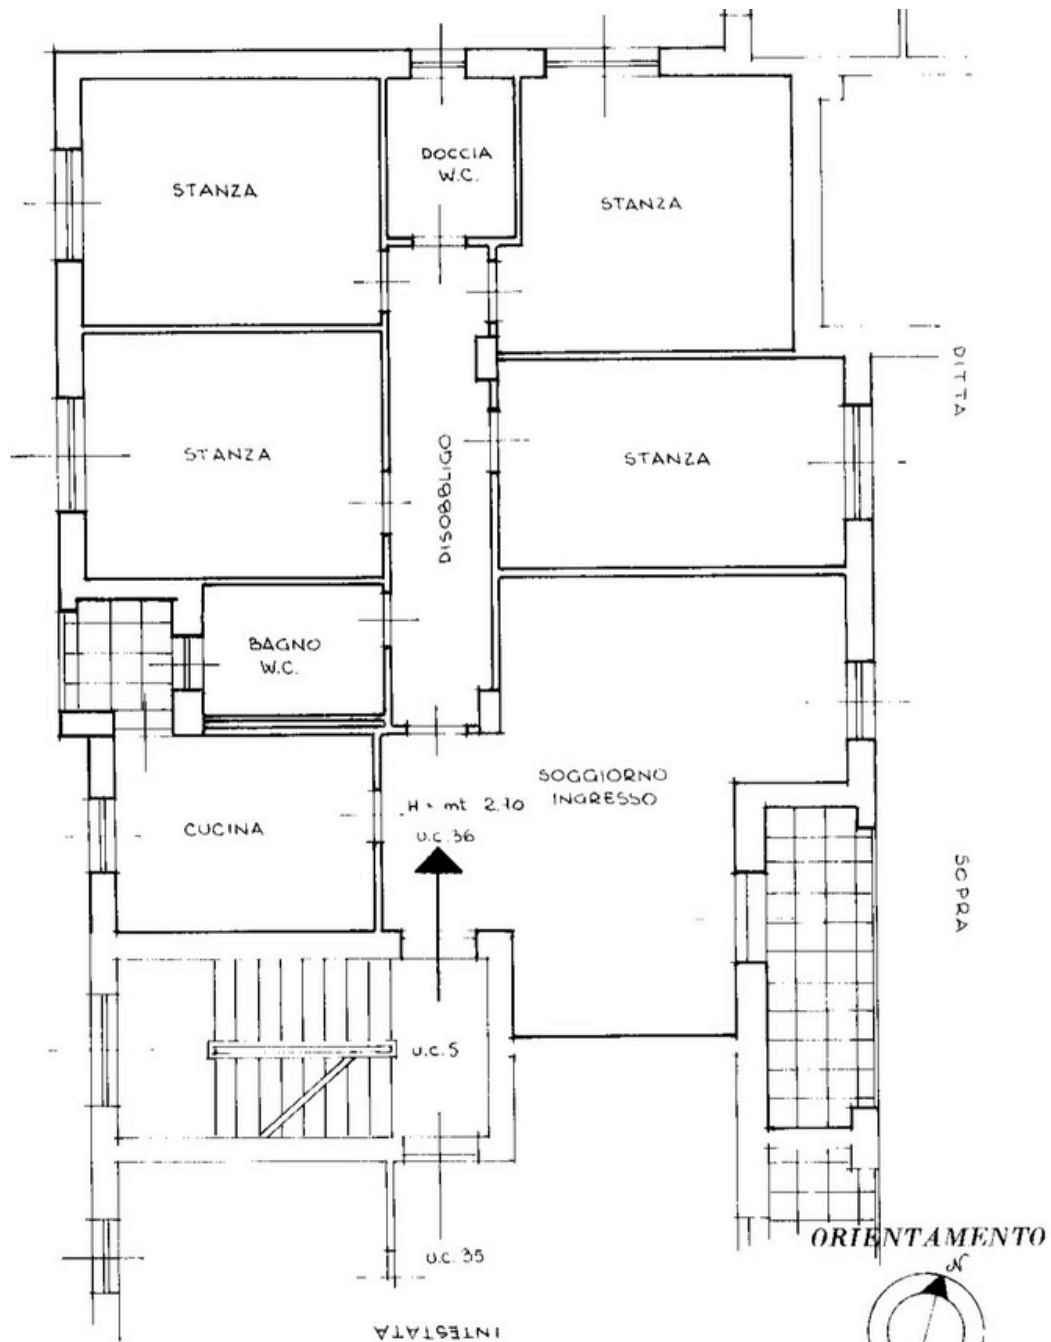 DOCCIA
W.C.
STANZA
STANZA
DITTA
STANZA
STANZA
DISOBBLIGO
BAGNO
W.C.
SOGGIORNO
INGRESSO
H = mt 2.70
U.C. 36
CUCINA
SOPRA
U.C. 5
ORIENTAMENTO
N
U.C. 35
INTESTATA